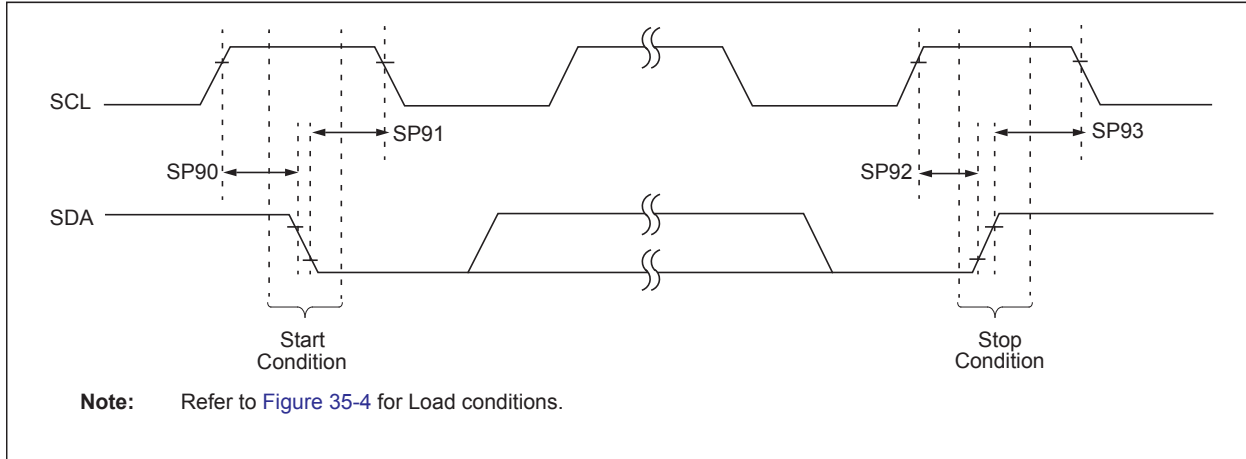 SCL
SP91
SP93
SP90
SP92
SDA
Start
Condition
Stop
Condition
Note: Refer to Figure 35-4 for Load conditions.